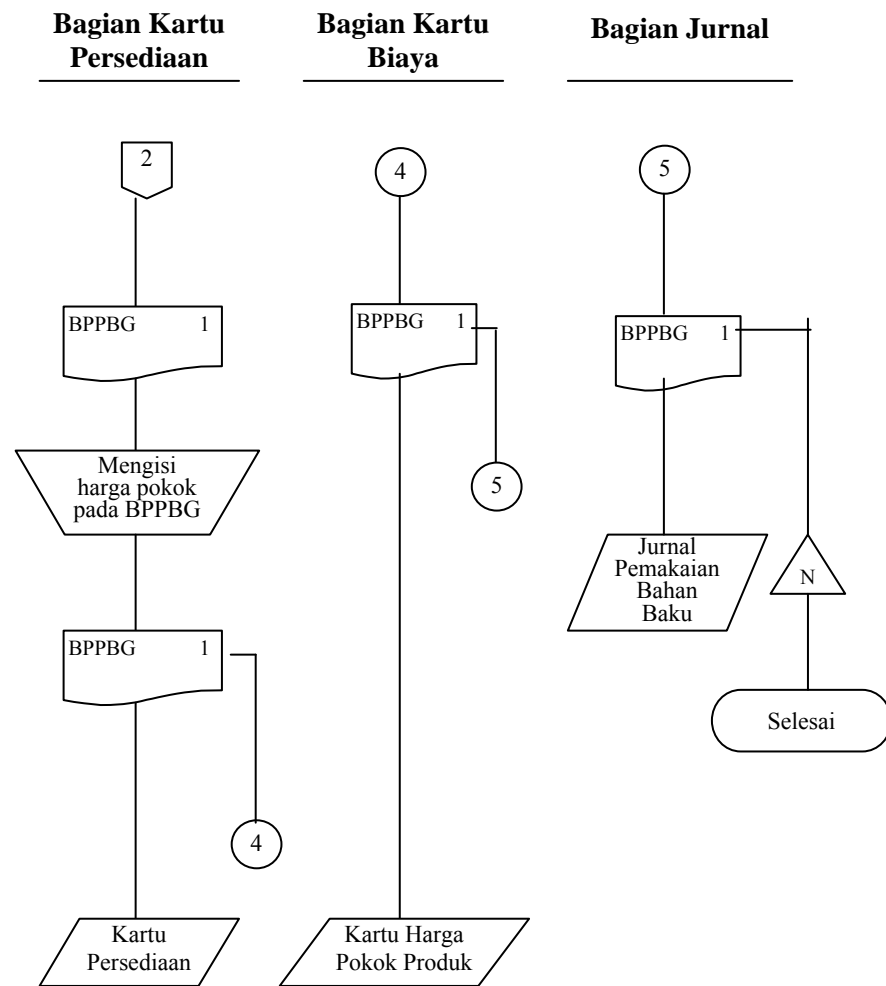 Bagian Kartu
Persediaan
2
BPPBG 1
Mengisi
harga pokok
pada BPPBG
BPPBG 1
4
Kartu
Persediaan
Bagian Kartu
Biaya
4
BPPBG 1
5
Kartu Harga
Pokok Produk
Bagian Jurnal
5
BPPBG 1
Jurnal
Pemakaian
Bahan
Baku
N
Selesai